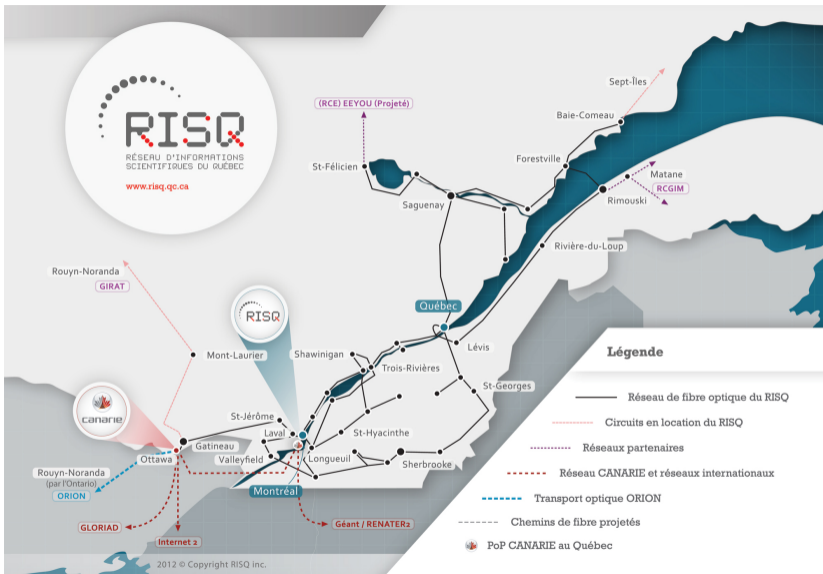 RISQ
RÉSEAU D'INFORMATIONS
SCIENTIFIQUES DU QUÉBEC
www.risq.qc.ca
(RCE) EEYOU (Projeté)
Sept-Îles
Baie-Comeau
Forestville
St-Félicien
Saguenay
Matane
RCGIM
Rimouski
Rivière-du-Loup
Rouyn-Noranda
GIRAT
RISQ
Québec
Mont-Laurier
Shawinigan
Lévis
Trois-Rivières
St-Georges
canarie
St-Jérôme
Laval
St-Hyacinthe
Gatineau
Ottawa
Valleyfield
Longueuil
Sherbrooke
Rouyn-Noranda
(par l'Ontario)
ORION
Montréal
GLORIAD
Internet 2
Géant / RENATER2
2012 © Copyright RISQ inc.
Légende
Réseau de fibre optique du RISQ
Circuits en location du RISQ
Réseaux partenaires
Réseau CANARIE et réseaux internationaux
Transport optique ORION
Chemins de fibre projetés
PoP CANARIE au Québec